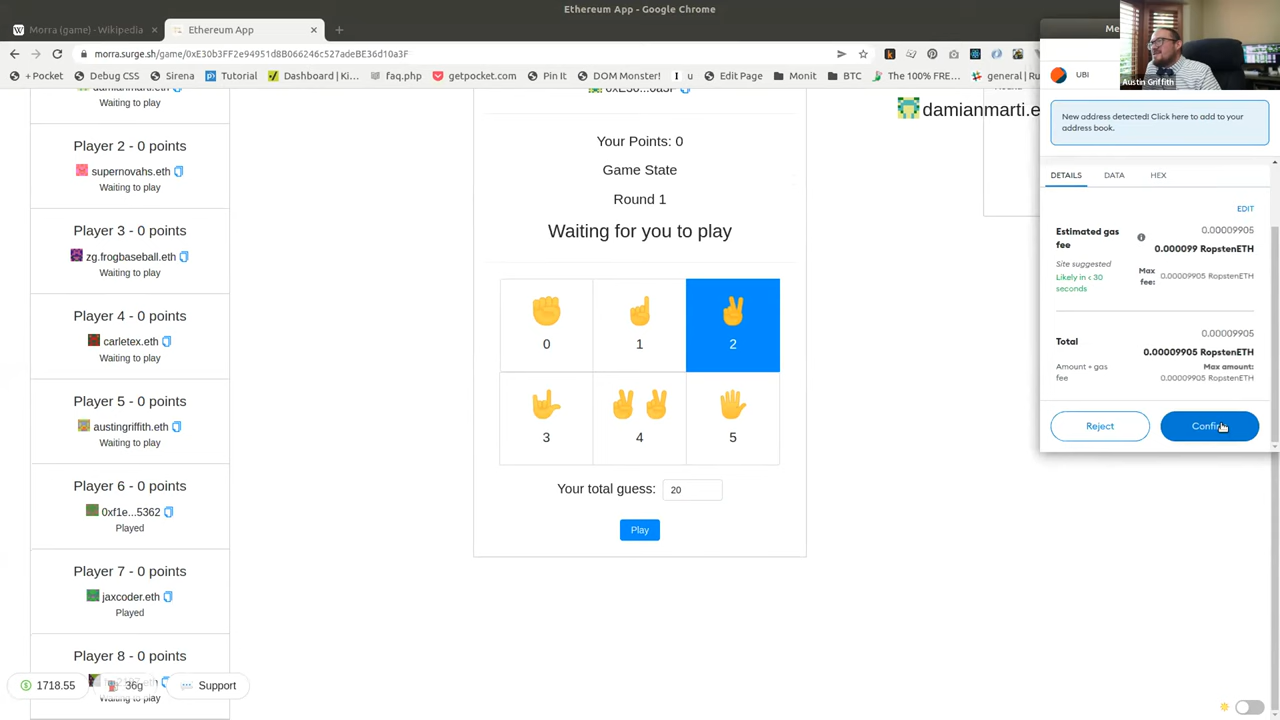 Ethereum App - Google Chrome
Morra (game) - Wikipedia
Ethereum App
morra.surge.sh/game/0xE30b3FF2e94951d8B066246c527adeBE36d10a3F
+ Pocket
Debug CSS
Sirena
Tutorial
Dashboard | Ki...
faq.php
getpocket.com
Pin It
DOM Monster!
Edit Page
Monit
BTC
The 100% FRE...
general | Ru
Waiting to play
Player 2 - 0 points
supernovahs.eth
Waiting to play
Player 3 - 0 points
zg.frogbaseball.eth
Waiting to play
Player 4 - 0 points
carletex.eth
Waiting to play
Player 5 - 0 points
austingriffith.eth
Waiting to play
Player 6 - 0 points
0xf1e...5362
Played
Player 7 - 0 points
jaxcoder.eth
Played
Player 8 - 0 points
Waiting to play
1718.55
36g
Support
Your Points: 0
Game State
Round 1
Waiting for you to play
0
1
2
3
4
5
Your total guess:
20
Play
damianmarti.e
Me
Austin Griffith
UBI
New address detected! Click here to add to your
address book.
DETAILS
DATA
HEX
EDIT
Estimated gas
fee
0.00009905
0.000099 RopstenETH
Site suggested
Likely in < 30
seconds
Max
fee:
0.00009905 RopstenETH
Total
0.00009905
0.00009905 RopstenETH
Amount + gas
fee
Max amount:
0.00009905 RopstenETH
Reject
Confirm